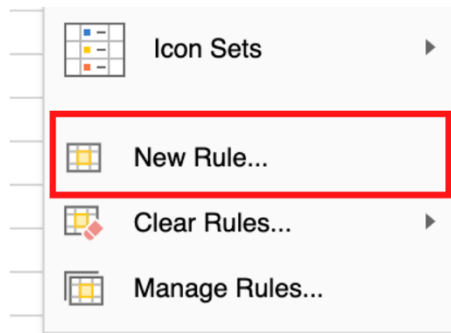 Icon Sets
New Rule...
Clear Rules...
Manage Rules...